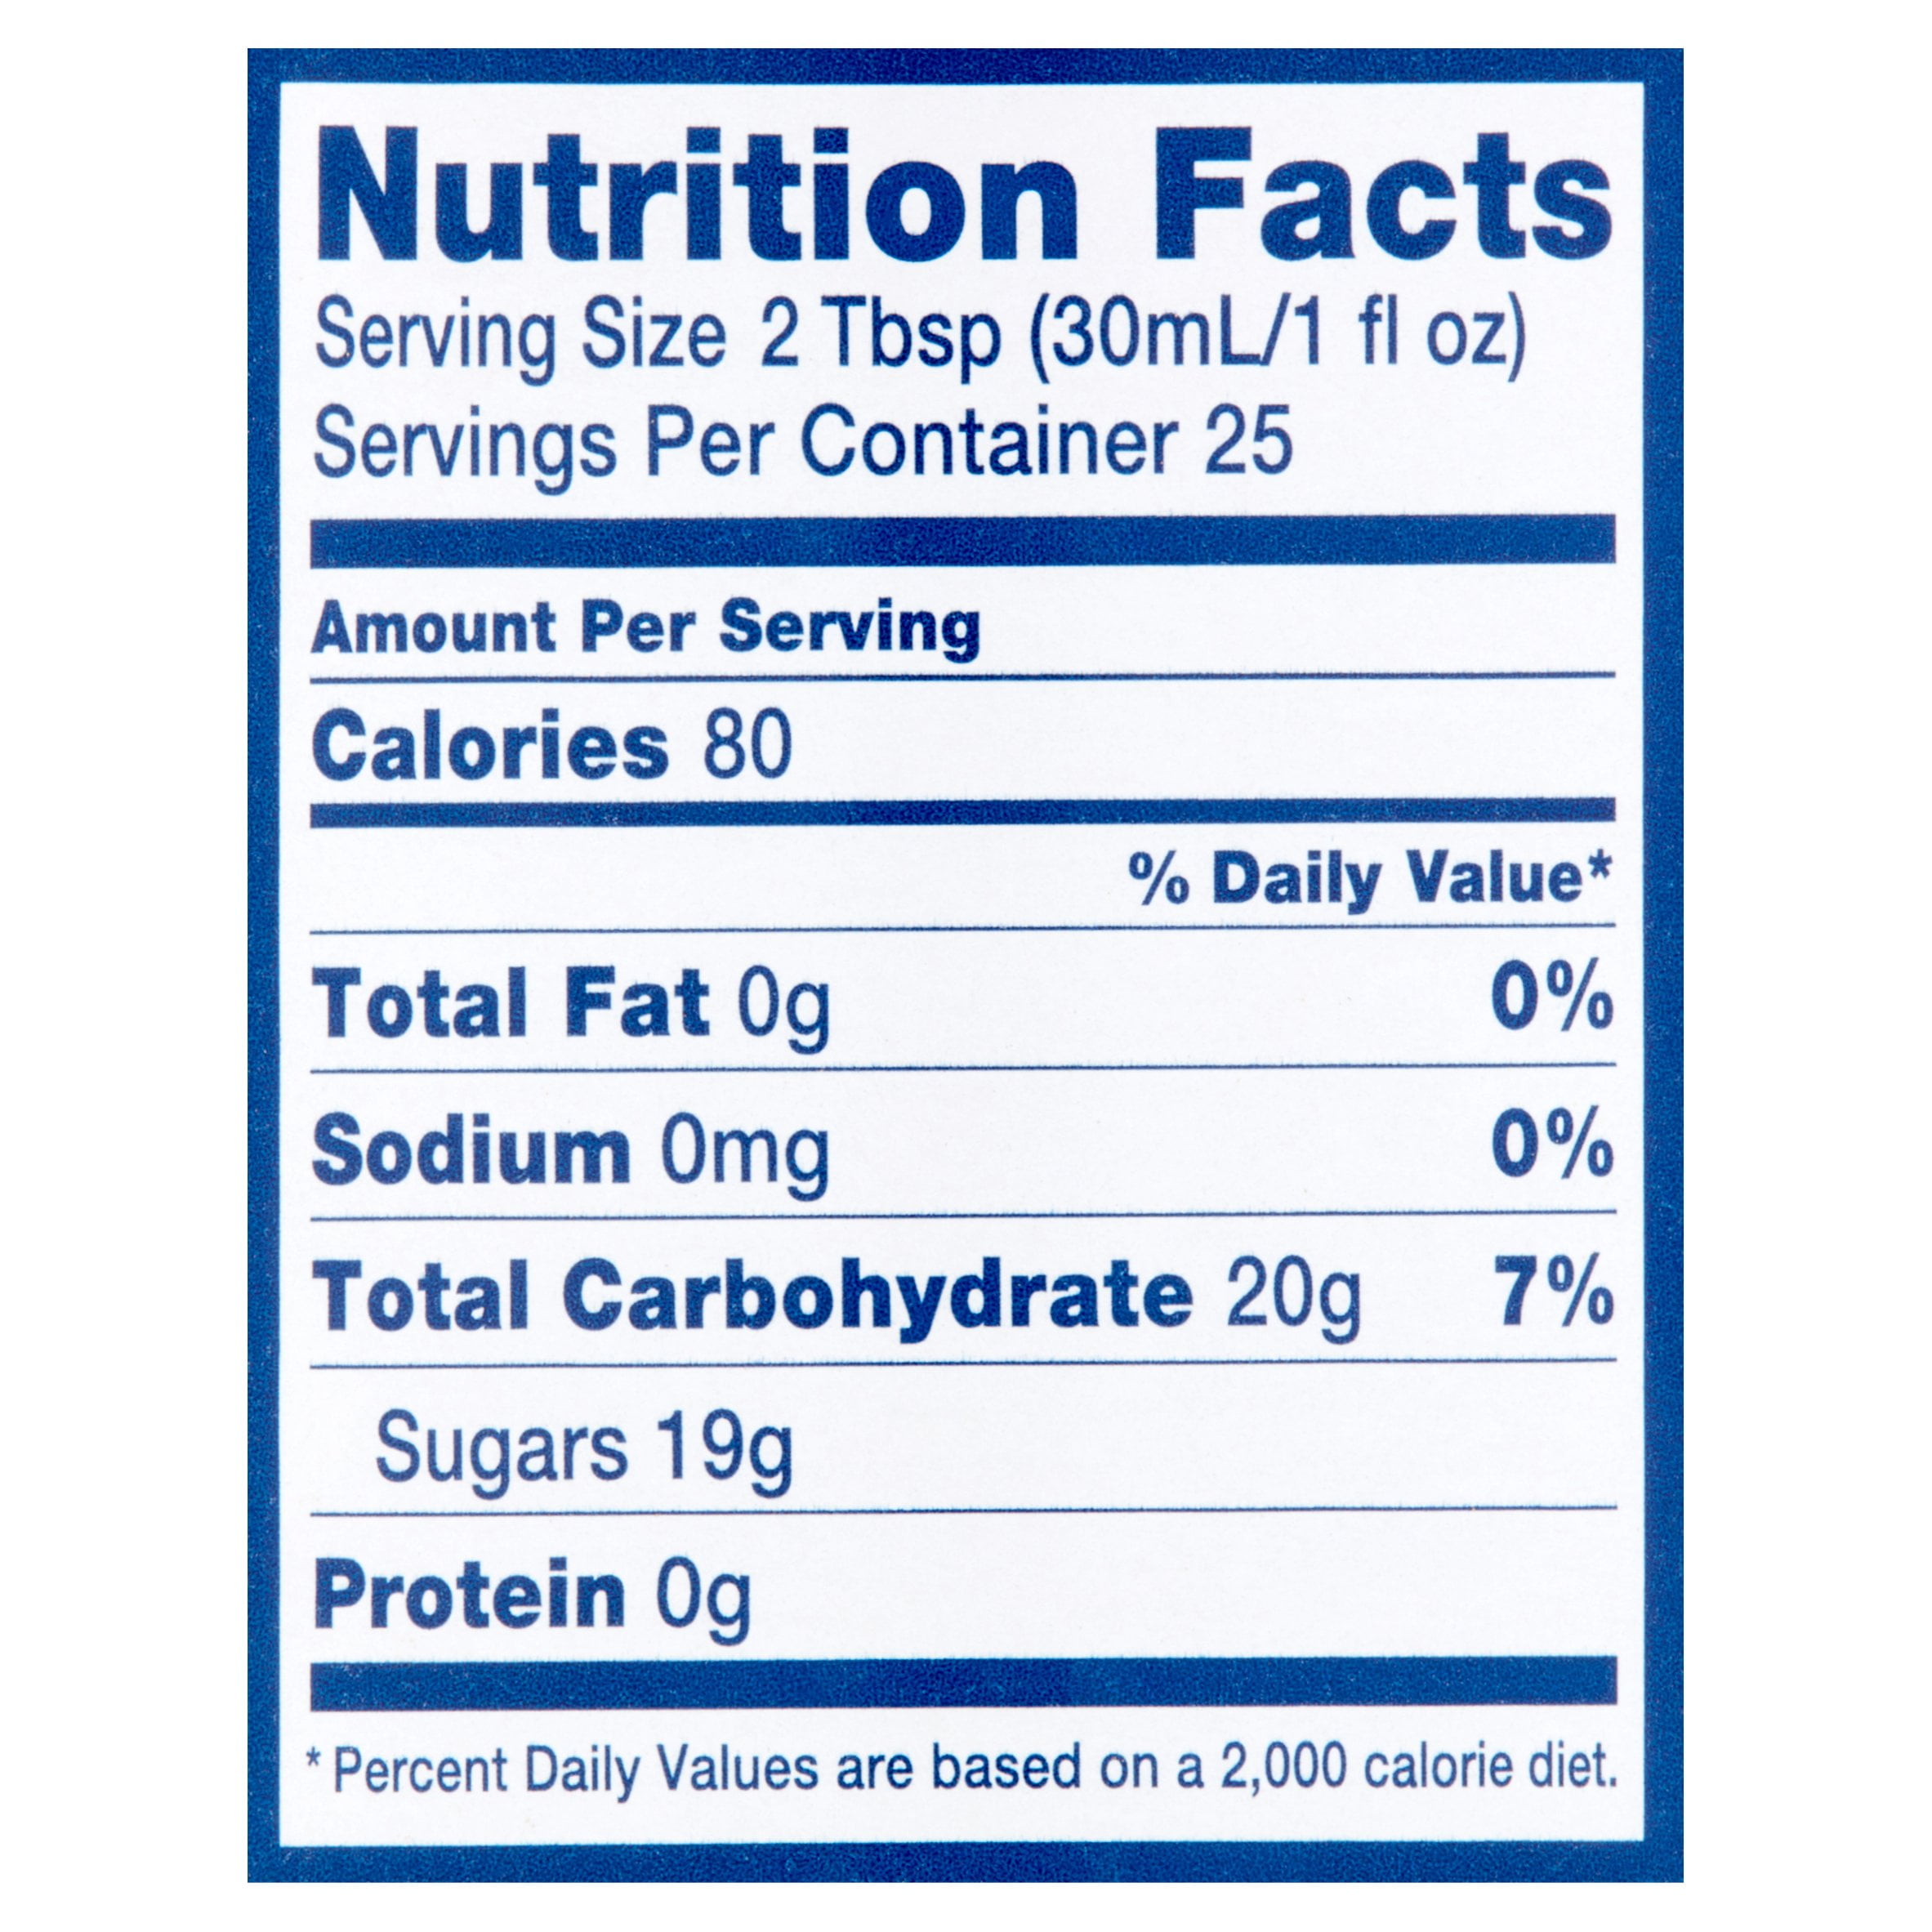 Nutrition Facts
Serving Size 2 Tbsp (30mL/1 fl oz)
Servings Per Container 25
Amount Per Serving
Calories 80
% Daily Value*
Total Fat 0g 0%
Sodium 0mg 0%
Total Carbohydrate 20g 7%
Sugars 19g
Protein 0g
* Percent Daily Values are based on a 2,000 calorie diet.